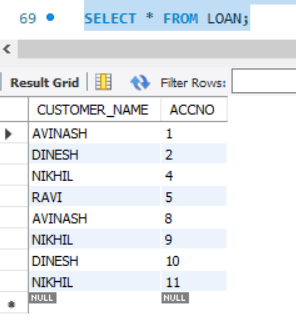 69 SELECT * FROM LOAN;
Result Grid Filter Rows:
CUSTOMER_NAME ACCNO
AVINASH 1
DINESH 2
NIKHIL 4
RAVI 5
AVINASH 8
NIKHIL 9
DINESH 10
NIKHIL 11
NULL NULL